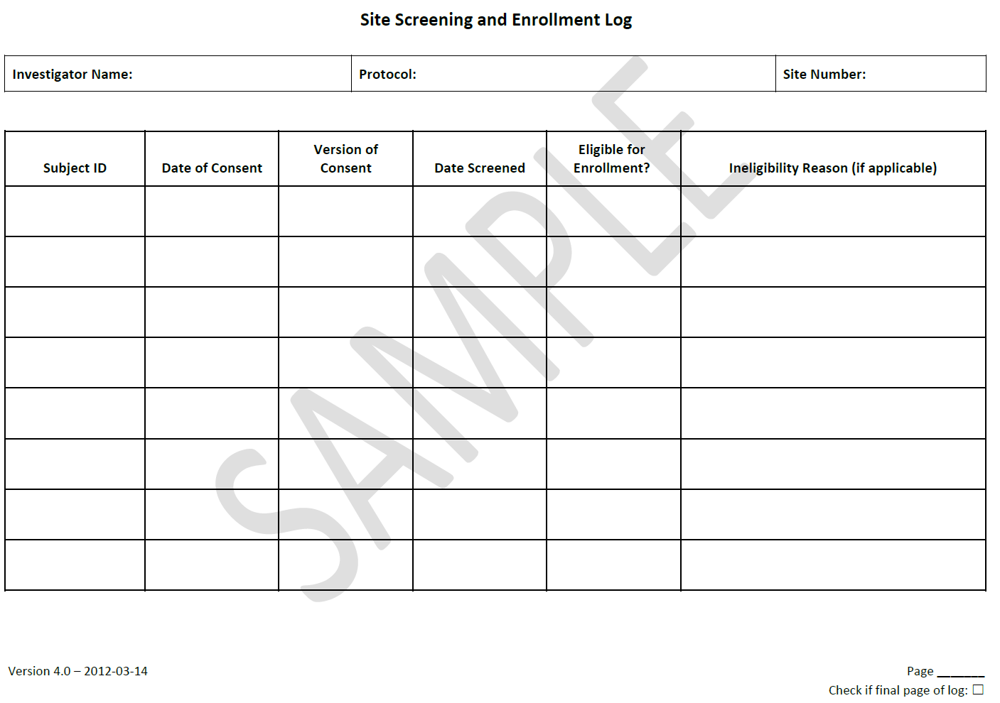 Site Screening and Enrollment Log
Investigator Name: Protocol: Site Number:
Subject ID Date of Consent Version of Consent Date Screened Eligible for Enrollment? Ineligibility Reason (if applicable)
SAMPLE
Version 4.0 – 2012-03-14 Page _______
Check if final page of log: ☐